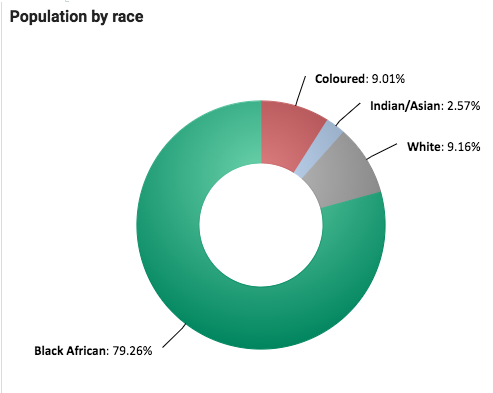 Population by race
Coloured: 9.01%
Indian/Asian: 2.57%
White: 9.16%
Black African: 79.26%